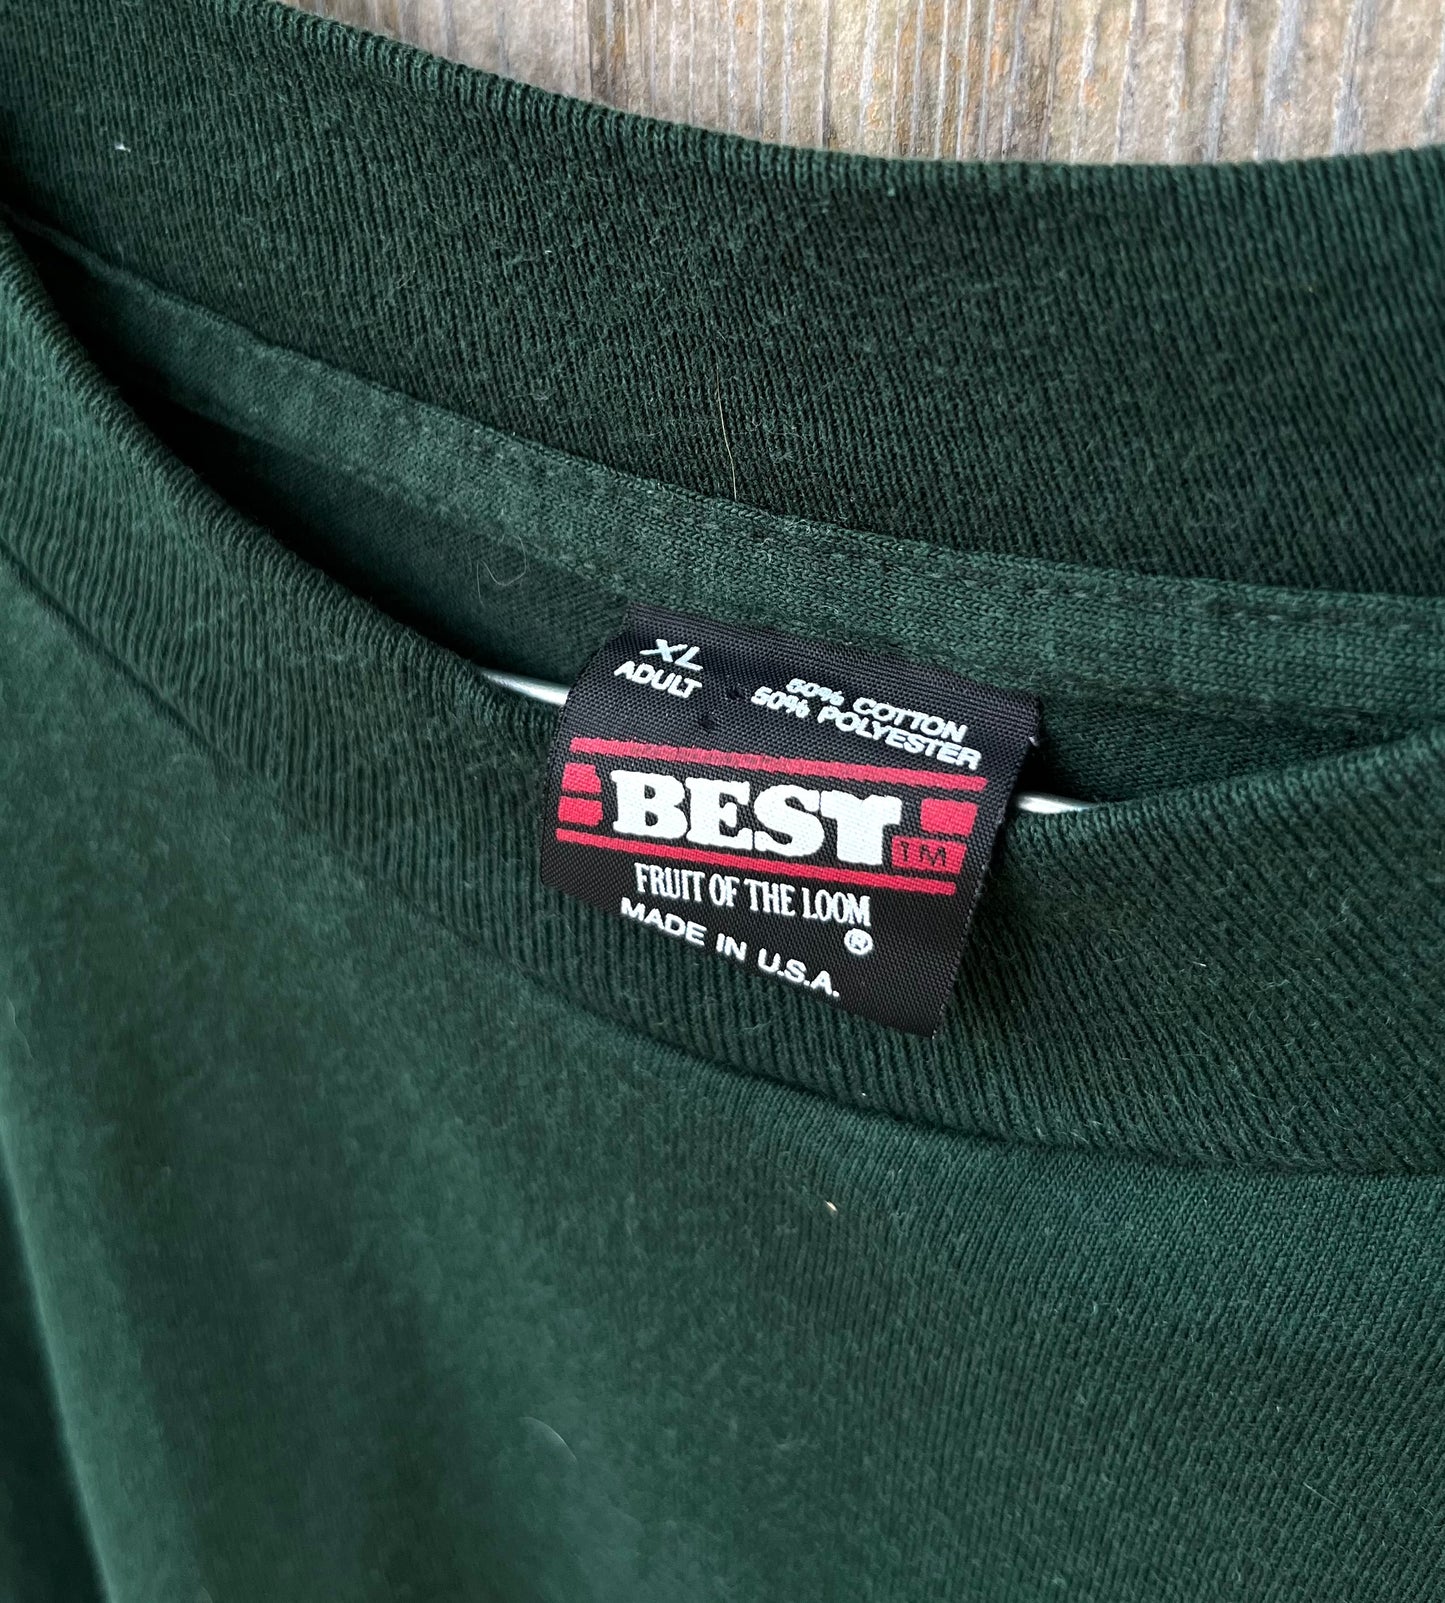 XL
ADULT
50% COTTON
50% POLYESTER
BEST TM
FRUIT OF THE LOOM
®
MADE IN U.S.A.